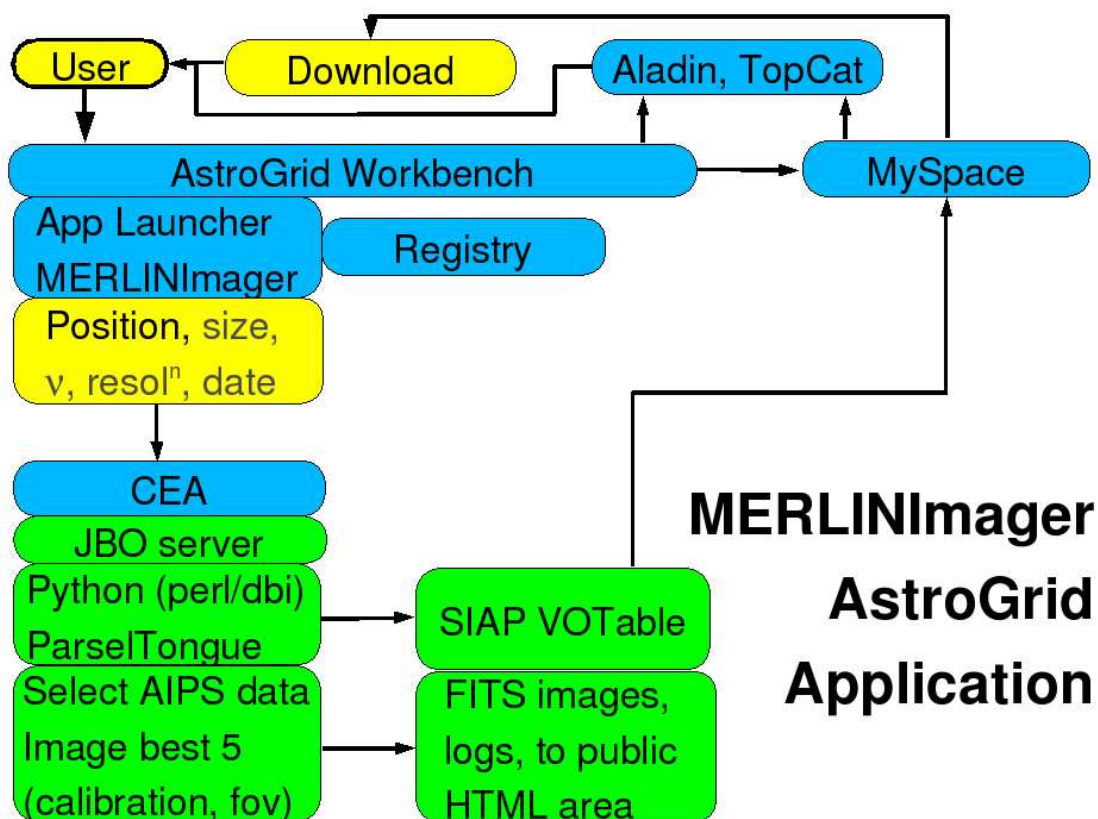 User
Download
Aladin, TopCat
AstroGrid Workbench
MySpace
App Launcher
MERLINImager
Registry
Position, size,
ν, resolⁿ, date
CEA
JBO server
Python (perl/dbi)
ParselTongue
SIAP VOTable
Select AIPS data
Image best 5
(calibration, fov)
FITS images,
logs, to public
HTML area
MERLINImager
AstroGrid
Application